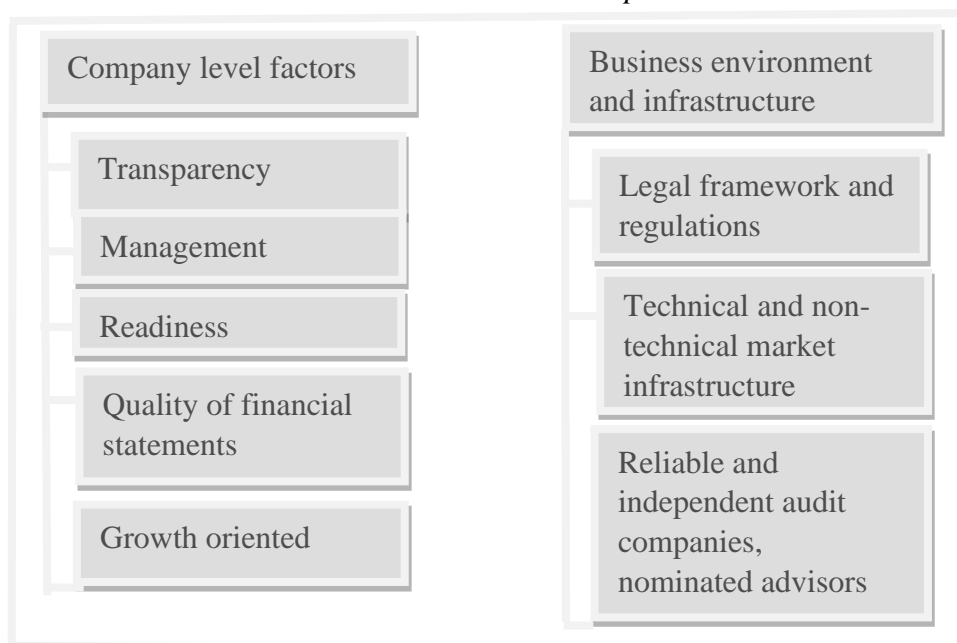 Company level factors
Transparency
Management
Readiness
Quality of financial
statements
Growth oriented
Business environment
and infrastructure
Legal framework and
regulations
Technical and non-
technical market
infrastructure
Reliable and
independent audit
companies,
nominated advisors